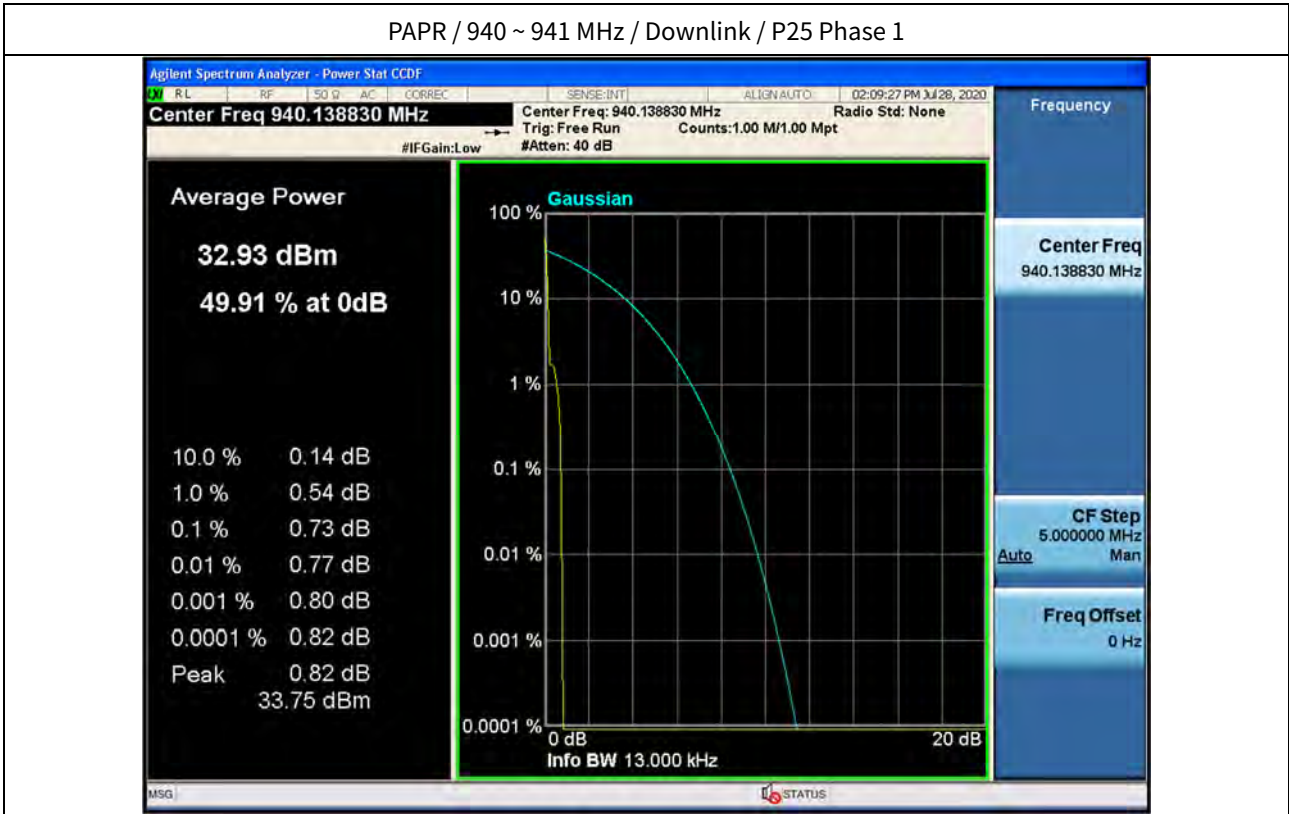 PAPR / 940 ~ 941 MHz / Downlink / P25 Phase 1
Agilent Spectrum Analyzer - Power Stat CCDF
LXI RL RF 50 Ω AC CORREC SENSE:INT ALIGN AUTO 02:09:27 PM Jul 28, 2020
Center Freq 940.138830 MHz
Center Freq: 940.138830 MHz Radio Std: None
Trig: Free Run Counts:1.00 M/1.00 Mpt
#IFGain:Low #Atten: 40 dB
Frequency
Average Power
32.93 dBm
49.91 % at 0dB
10.0 % 0.14 dB
1.0 % 0.54 dB
0.1 % 0.73 dB
0.01 % 0.77 dB
0.001 % 0.80 dB
0.0001 % 0.82 dB
Peak 0.82 dB
33.75 dBm
Gaussian
100 %
10 %
1 %
0.1 %
0.01 %
0.001 %
0.0001 %
0 dB 20 dB
Info BW 13.000 kHz
Center Freq
940.138830 MHz
CF Step
5.000000 MHz
Auto Man
Freq Offset
0 Hz
MSG STATUS